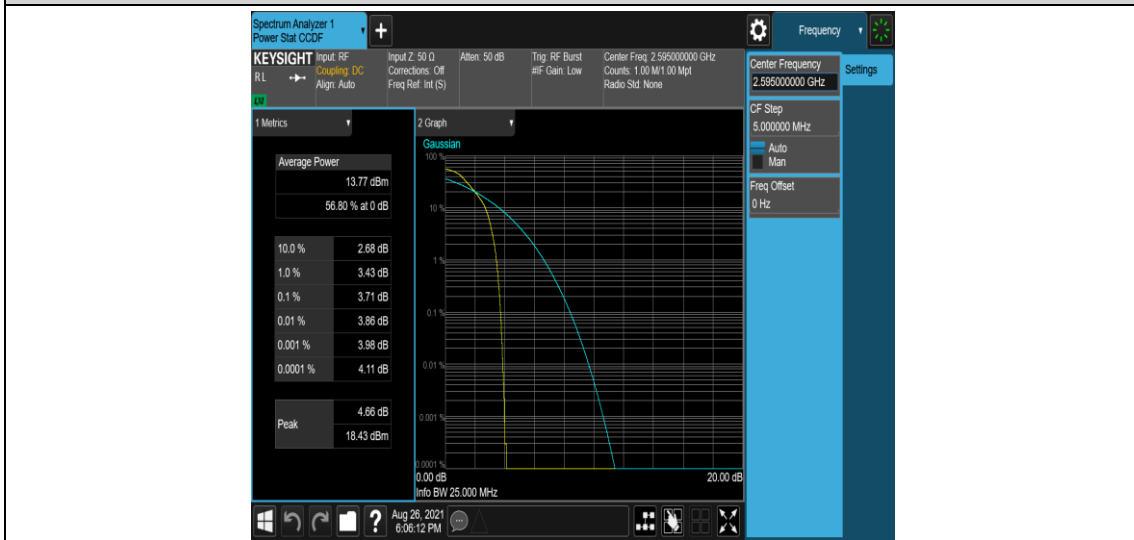 Spectrum Analyzer 1
Power Stat CCDF
+
Frequency
KEYSIGHT
RL
LXI
Input: RF
Coupling: DC
Align: Auto
Input Z: 50 Ω
Corrections: Off
Freq Ref: Int (S)
Atten: 50 dB
Trig: RF Burst
#IF Gain: Low
Center Freq: 2.595000000 GHz
Counts: 1.00 M/1.00 Mpt
Radio Std: None
Center Frequency
2.595000000 GHz
Settings
CF Step
5.000000 MHz
Auto
Man
Freq Offset
0 Hz
1 Metrics
Average Power
13.77 dBm
56.80 % at 0 dB
10.0 % 2.68 dB
1.0 % 3.43 dB
0.1 % 3.71 dB
0.01 % 3.86 dB
0.001 % 3.98 dB
0.0001 % 4.11 dB
Peak
4.66 dB
18.43 dBm
2 Graph
Gaussian
100 %
10 %
1 %
0.1 %
0.01 %
0.001 %
0.0001 %
0.00 dB 20.00 dB
Info BW 25.000 MHz
?
Aug 26, 2021
6:06:12 PM